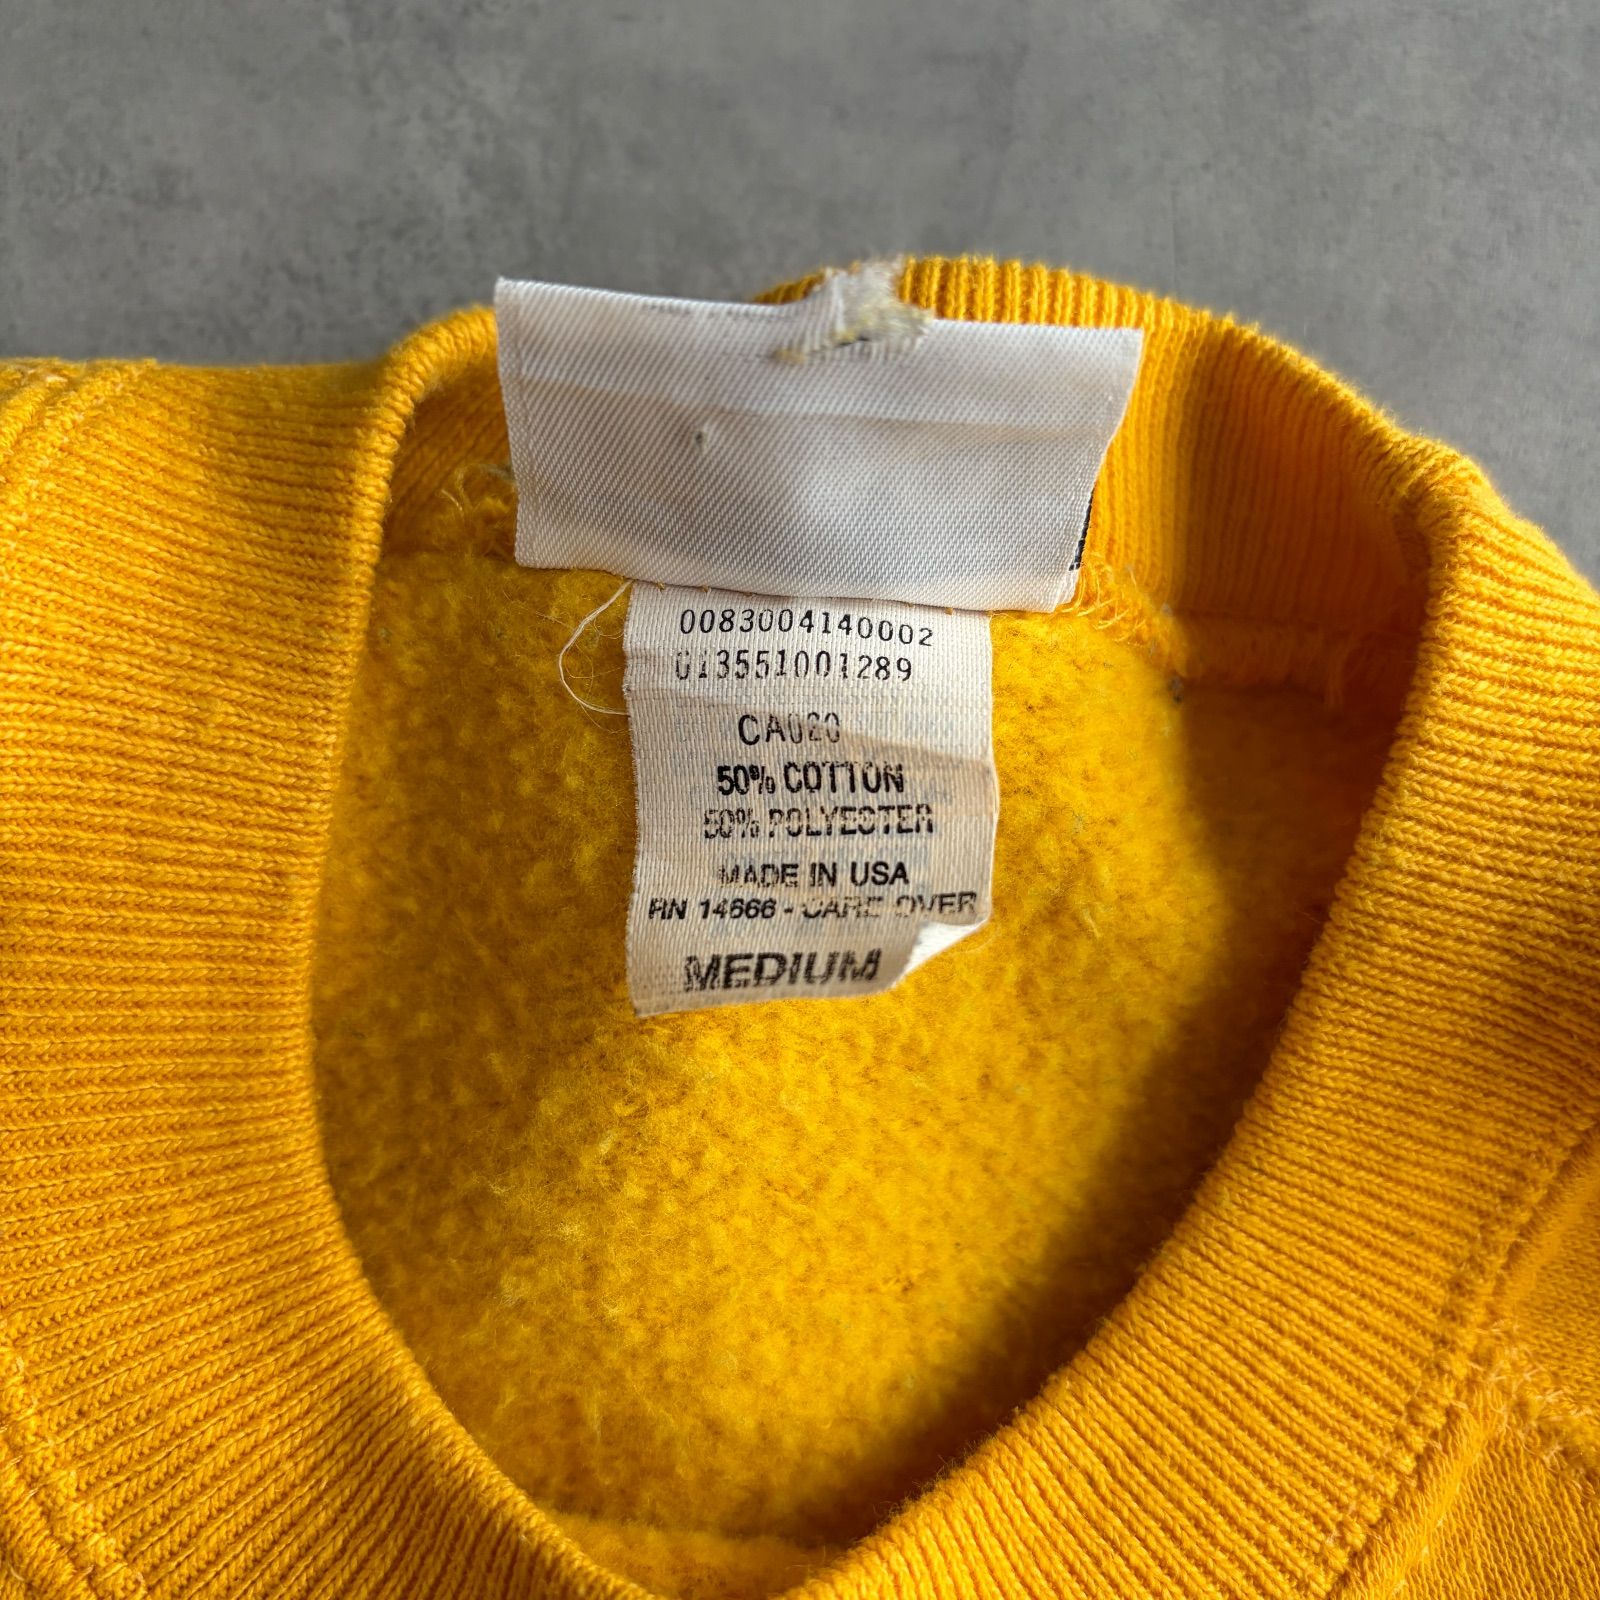 0083004140002
013551001289
CA020
50% COTTON
50% POLYESTER
MADE IN USA
RN 14666 - CARE OVER
MEDIUM